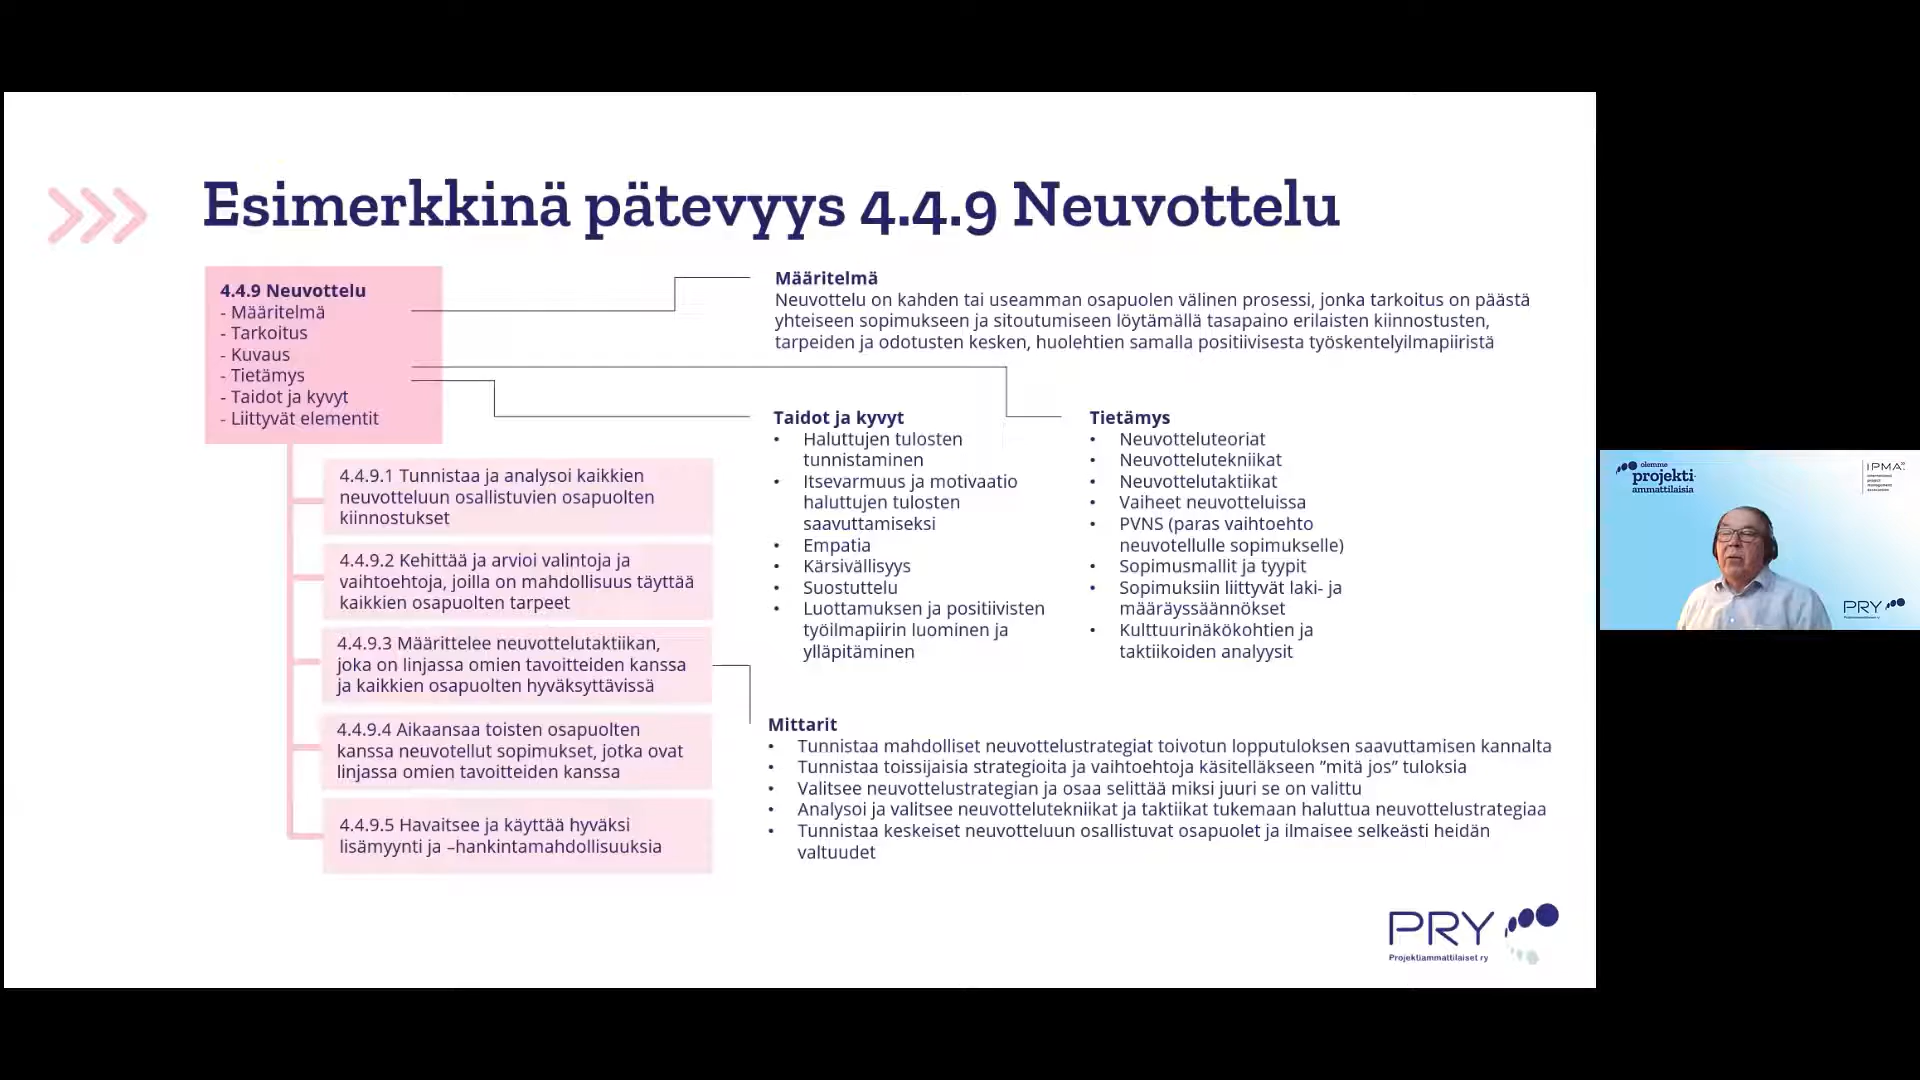 Esimerkkinä pätevyys 4.4.9 Neuvottelu
4.4.9 Neuvottelu
- Määritelmä
- Tarkoitus
- Kuvaus
- Tietämys
- Taidot ja kyvyt
- Liittyvät elementit
4.4.9.1 Tunnistaa ja analysoi kaikkien
neuvotteluun osallistuvien osapuolten
kiinnostukset
4.4.9.2 Kehittää ja arvioi valintoja ja
vaihtoehtoja, joilla on mahdollisuus täyttää
kaikkien osapuolten tarpeet
4.4.9.3 Määrittelee neuvottelutaktiikan,
joka on linjassa omien tavoitteiden kanssa
ja kaikkien osapuolten hyväksyttävissä
4.4.9.4 Aikaansaa toisten osapuolten
kanssa neuvotellut sopimukset, jotka ovat
linjassa omien tavoitteiden kanssa
4.4.9.5 Havaitsee ja käyttää hyväksi
lisämyynti ja –hankintamahdollisuuksia
Määritelmä
Neuvottelu on kahden tai useamman osapuolen välinen prosessi, jonka tarkoitus on päästä
yhteiseen sopimukseen ja sitoutumiseen löytämällä tasapaino erilaisten kiinnostusten,
tarpeiden ja odotusten kesken, huolehtien samalla positiivisesta työskentelyilmapiiristä
Taidot ja kyvyt
• Haluttujen tulosten
tunnistaminen
• Itsevarmuus ja motivaatio
haluttujen tulosten
saavuttamiseksi
• Empatia
• Kärsivällisyys
• Suostuttelu
• Luottamuksen ja positiivisten
työilmapiirin luominen ja
ylläpitäminen
Tietämys
• Neuvotteluteoriat
• Neuvottelutekniikat
• Neuvottelutaktiikat
• Vaiheet neuvotteluissa
• PVNS (paras vaihtoehto
neuvotellulle sopimukselle)
• Sopimusmallit ja tyypit
• Sopimuksiin liittyvät laki- ja
määräyssäännökset
• Kulttuurinäkökohtien ja
taktiikoiden analyysit
Mittarit
• Tunnistaa mahdolliset neuvottelustrategiat toivotun lopputuloksen saavuttamisen kannalta
• Tunnistaa toissijaisia strategioita ja vaihtoehtoja käsitelläkseen ”mitä jos” tuloksia
• Valitsee neuvottelustrategian ja osaa selittää miksi juuri se on valittu
• Analysoi ja valitsee neuvottelutekniikat ja taktiikat tukemaan haluttua neuvottelustrategiaa
• Tunnistaa keskeiset neuvotteluun osallistuvat osapuolet ja ilmaisee selkeästi heidän
valtuudet
PRY
Projektiammattilaiset ry
olemme
projekti-
ammattilaisia
IPMA
international
project
management
association
PRY
Projektiammattilaiset ry